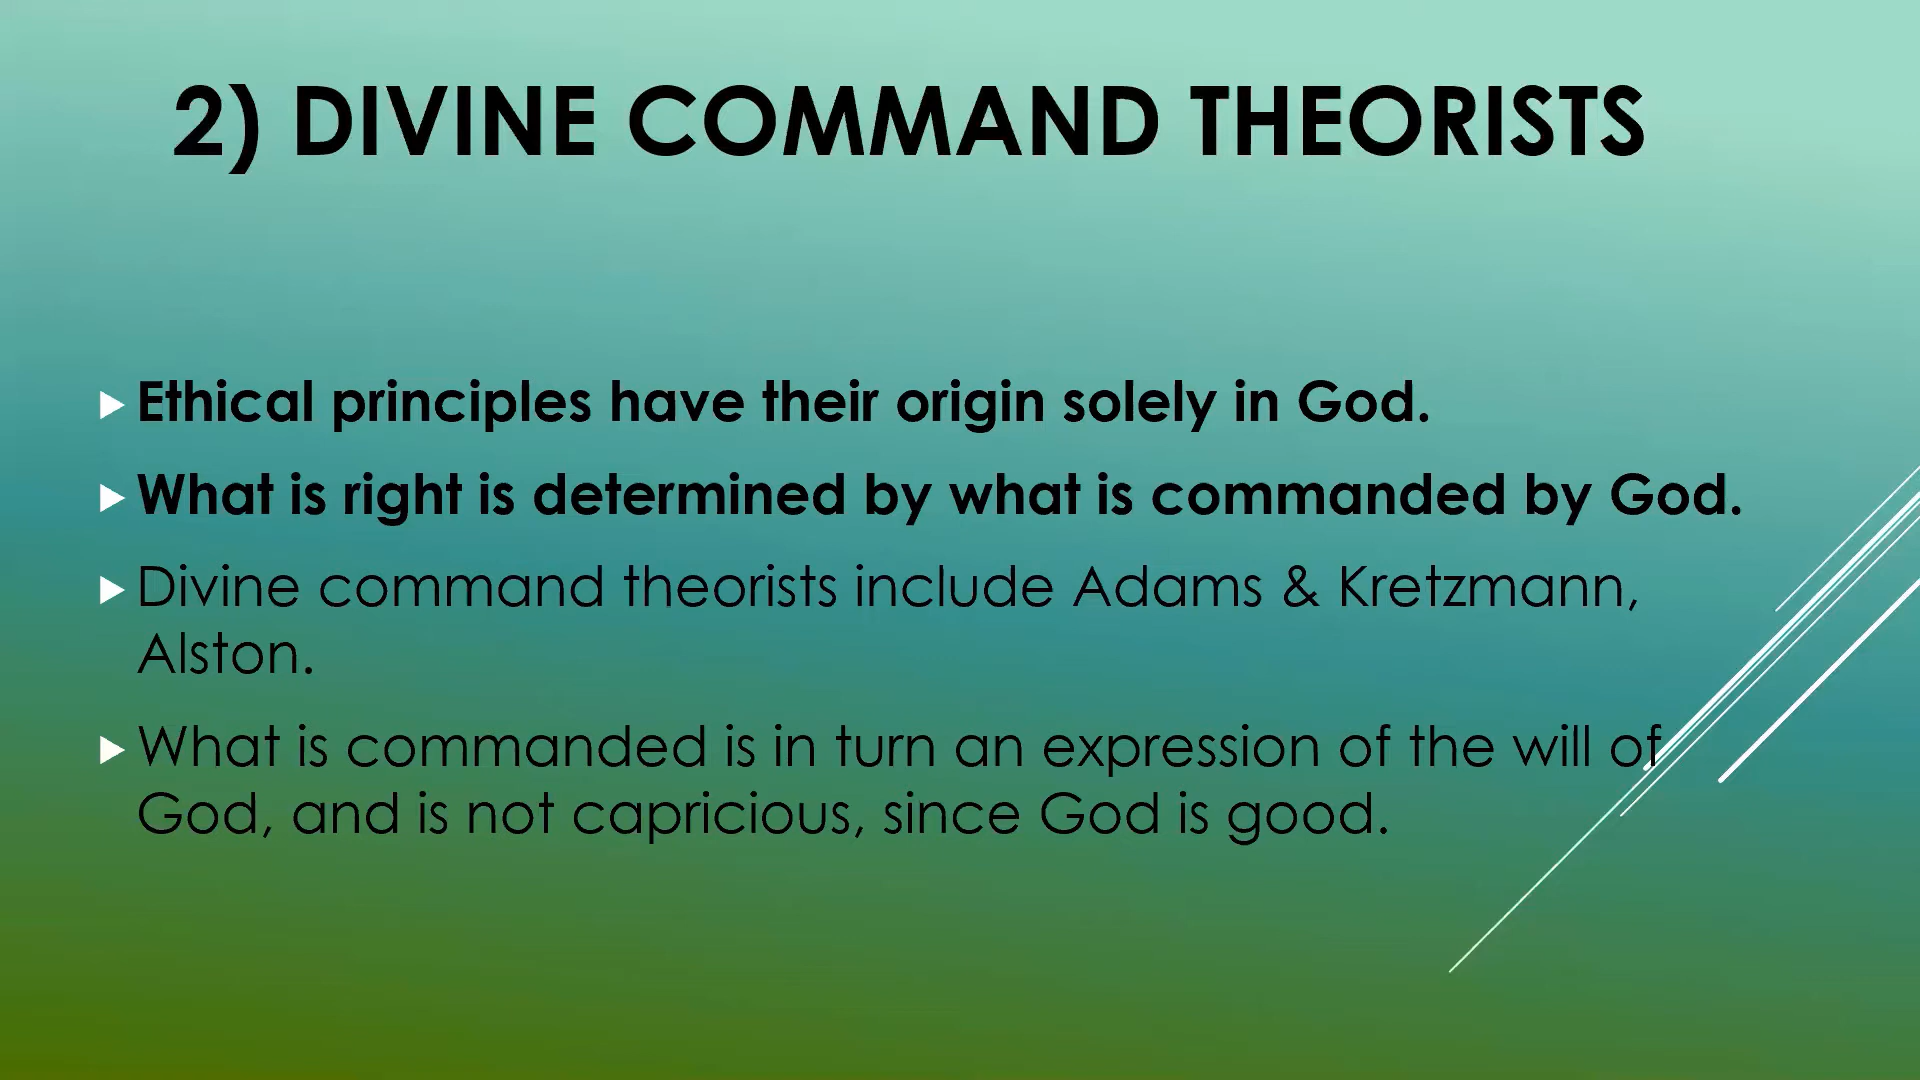 2) DIVINE COMMAND THEORISTS
Ethical principles have their origin solely in God.
What is right is determined by what is commanded by God.
Divine command theorists include Adams & Kretzmann,
Alston.
What is commanded is in turn an expression of the will of
God, and is not capricious, since God is good.